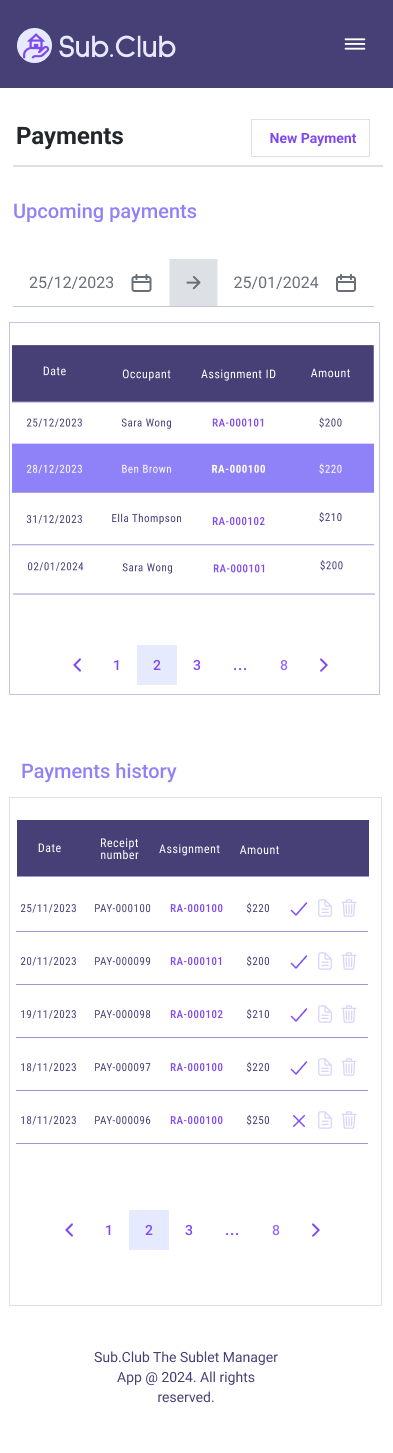 Sub.Club
Payments
New Payment
Upcoming payments
25/12/2023
25/01/2024
Date Occupant Assignment ID Amount
25/12/2023 Sara Wong RA-000101 $200
28/12/2023 Ben Brown RA-000100 $220
31/12/2023 Ella Thompson RA-000102 $210
02/01/2024 Sara Wong RA-000101 $200
1 2 3 ... 8
Payments history
Date Receipt number Assignment Amount
25/11/2023 PAY-000100 RA-000100 $220
20/11/2023 PAY-000099 RA-000101 $200
19/11/2023 PAY-000098 RA-000102 $210
18/11/2023 PAY-000097 RA-000100 $220
18/11/2023 PAY-000096 RA-000100 $250
1 2 3 ... 8
Sub.Club The Sublet Manager
App @ 2024. All rights
reserved.